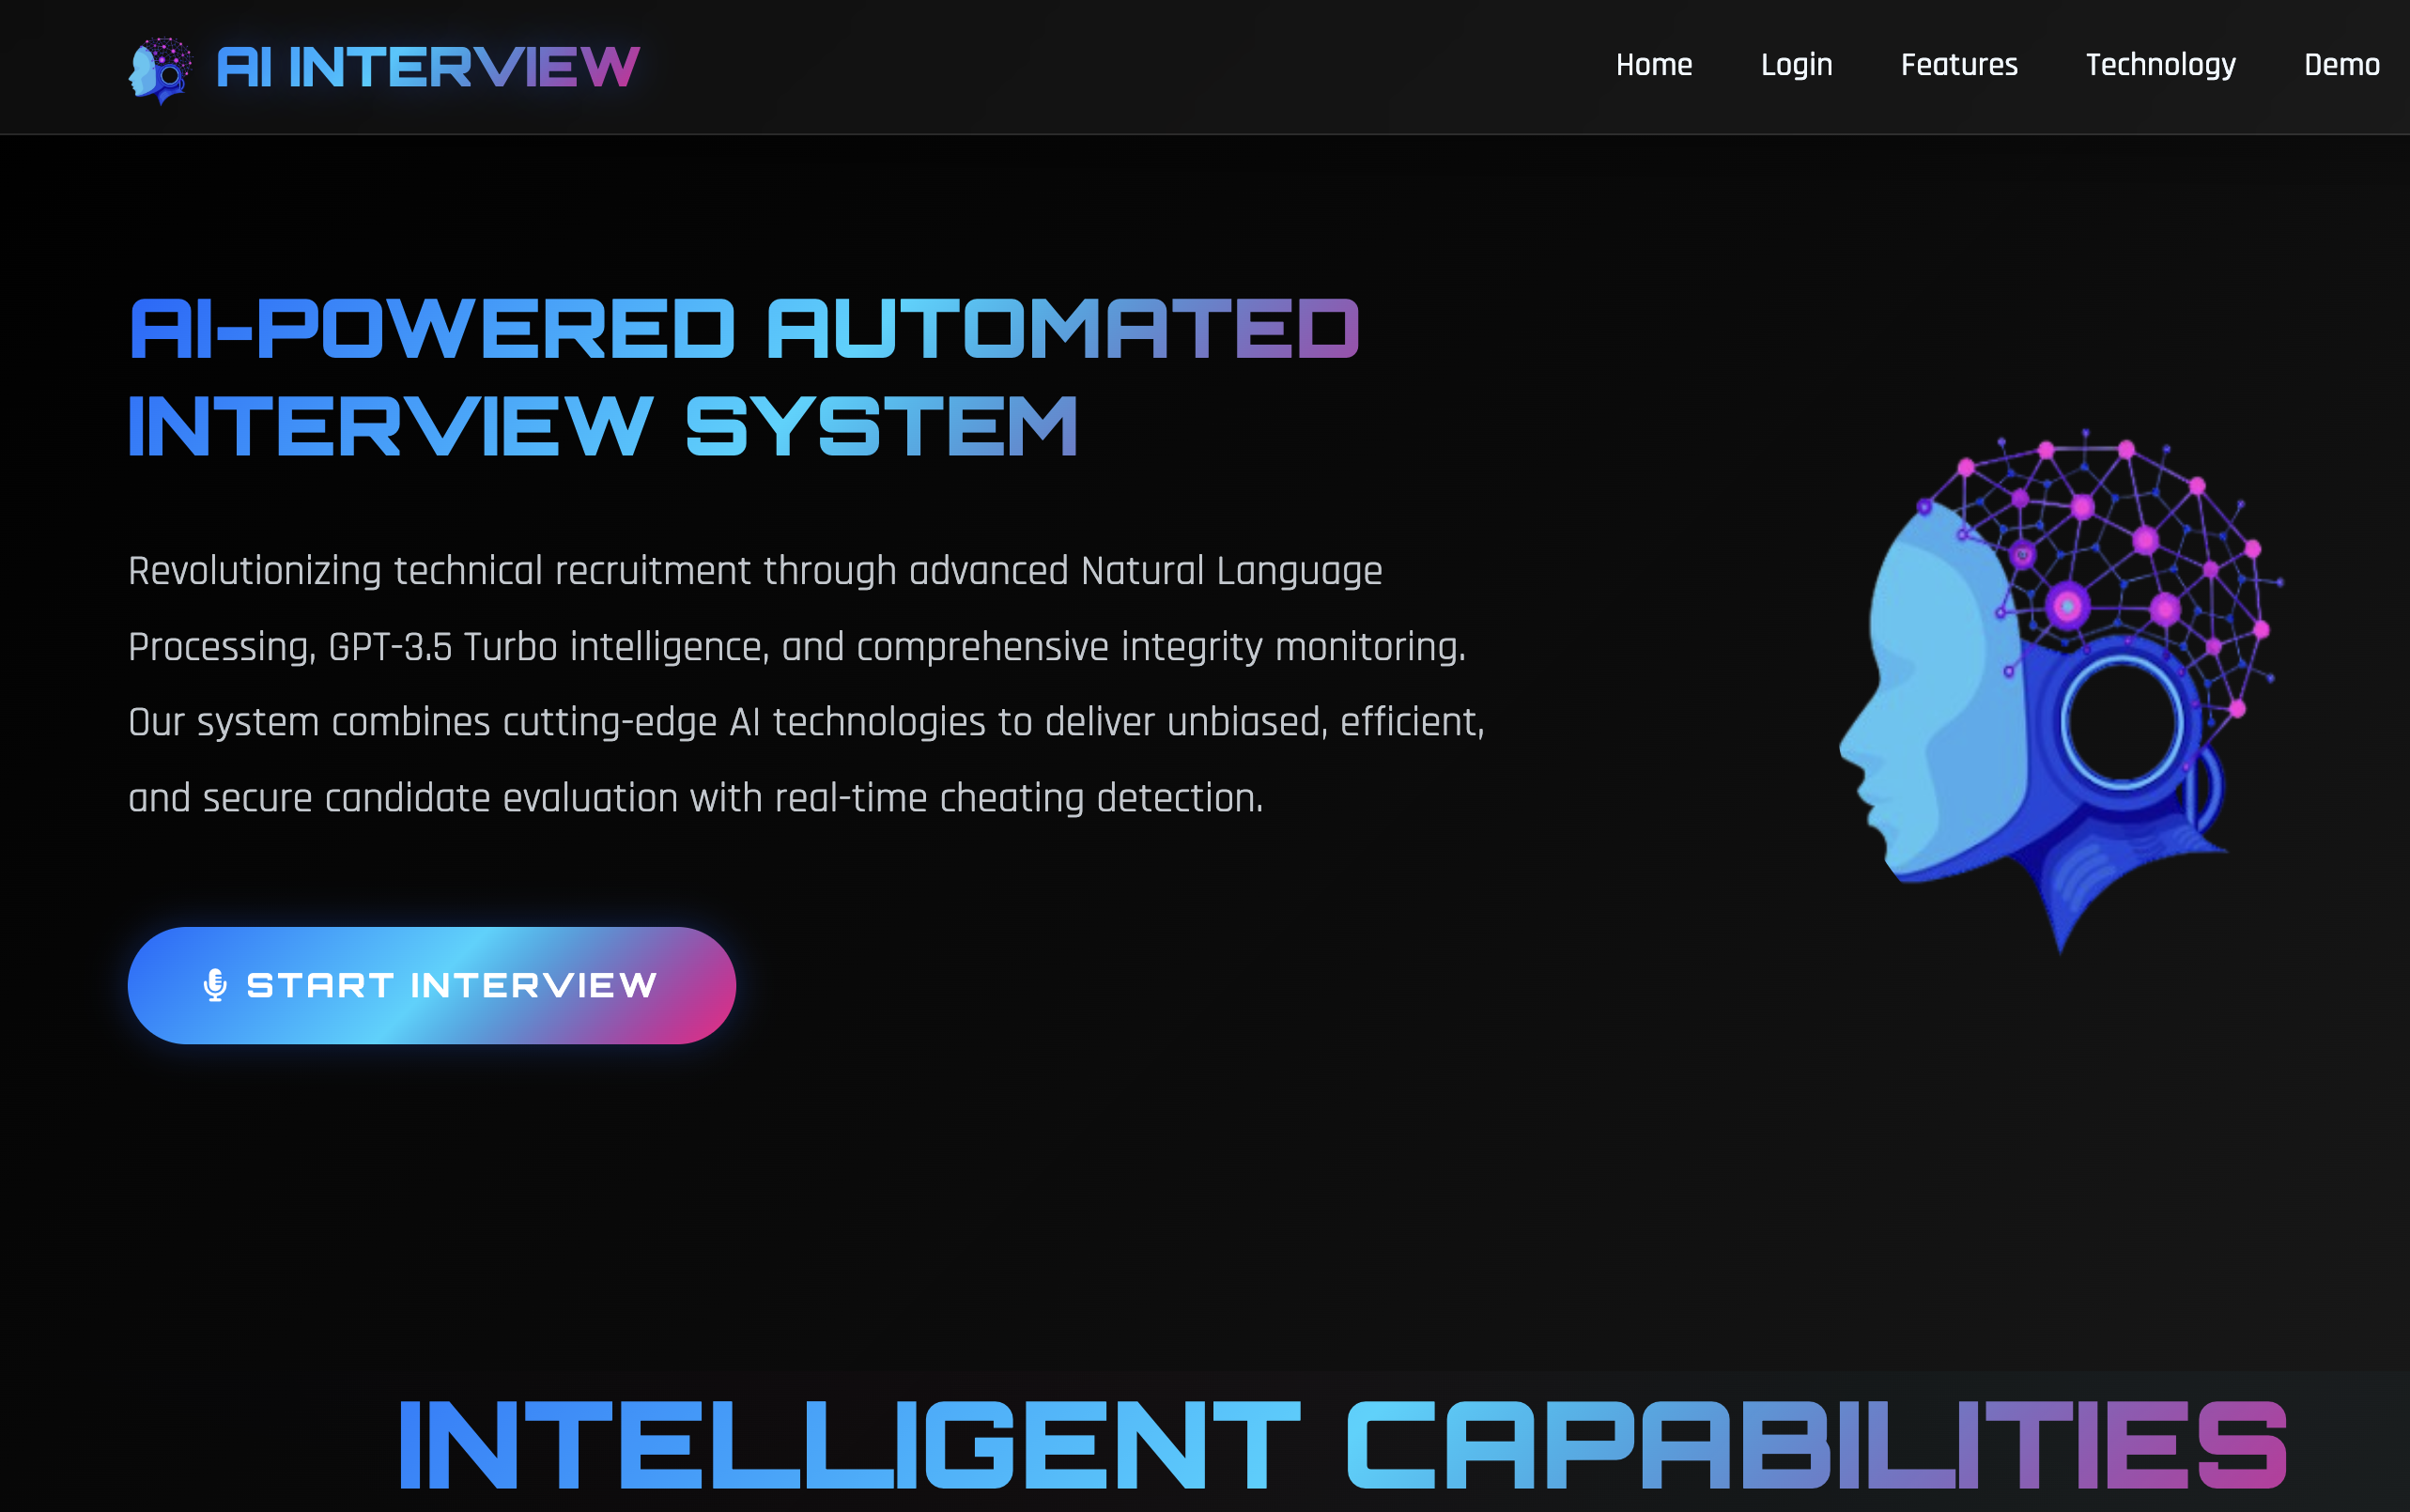 AI INTERVIEW
Home Login Features Technology Demo
AI-POWERED AUTOMATED
INTERVIEW SYSTEM
Revolutionizing technical recruitment through advanced Natural Language
Processing, GPT-3.5 Turbo intelligence, and comprehensive integrity monitoring.
Our system combines cutting-edge AI technologies to deliver unbiased, efficient,
and secure candidate evaluation with real-time cheating detection.
START INTERVIEW
INTELLIGENT CAPABILITIES